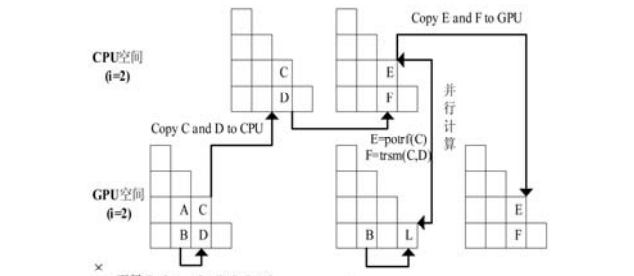 Copy E and F to GPU
CPU空间
(i=2)
C
D
E
F
并行计算
Copy C and D to CPU
E=potrf(C)
F=trsm(C,D)
GPU空间
(i=2)
A C
B D
B L
E
F
×